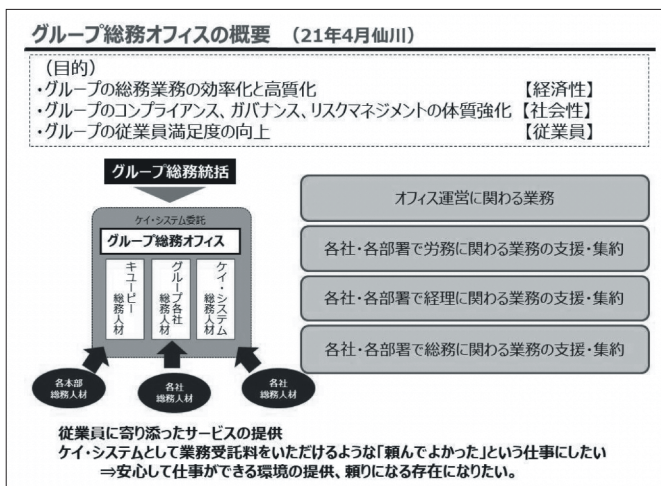 グループ総務オフィスの概要 (21年4月仙川)
(目的)
・グループの総務業務の効率化と高質化 【経済性】
・グループのコンプライアンス、ガバナンス、リスクマネジメントの体質強化 【社会性】
・グループの従業員満足度の向上 【従業員】
グループ総務統括
ケイ・システム委託
グループ総務オフィス
キユーピー総務人材
グループ各社総務人材
ケイ・システム総務人材
各本部
総務人材
各社
総務人材
各社
総務人材
オフィス運営に関わる業務
各社・各部署で労務に関わる業務の支援・集約
各社・各部署で経理に関わる業務の支援・集約
各社・各部署で総務に関わる業務の支援・集約
従業員に寄り添ったサービスの提供
ケイ・システムとして業務受託料をいただけるような「頼んでよかった」という仕事にしたい
⇒安心して仕事ができる環境の提供、頼りになる存在になりたい。